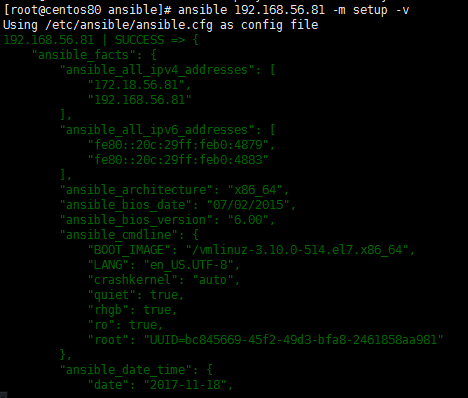 [root@centos80 ansible]# ansible 192.168.56.81 -m setup -v
Using /etc/ansible/ansible.cfg as config file
192.168.56.81 | SUCCESS => {
    "ansible_facts": {
        "ansible_all_ipv4_addresses": [
            "172.18.56.81",
            "192.168.56.81"
        ],
        "ansible_all_ipv6_addresses": [
            "fe80::20c:29ff:feb0:4879",
            "fe80::20c:29ff:feb0:4883"
        ],
        "ansible_architecture": "x86_64",
        "ansible_bios_date": "07/02/2015",
        "ansible_bios_version": "6.00",
        "ansible_cmdline": {
            "BOOT_IMAGE": "/vmlinuz-3.10.0-514.el7.x86_64",
            "LANG": "en_US.UTF-8",
            "crashkernel": "auto",
            "quiet": true,
            "rhgb": true,
            "ro": true,
            "root": "UUID=bc845669-45f2-49d3-bfa8-2461858aa981"
        },
        "ansible_date_time": {
            "date": "2017-11-18",